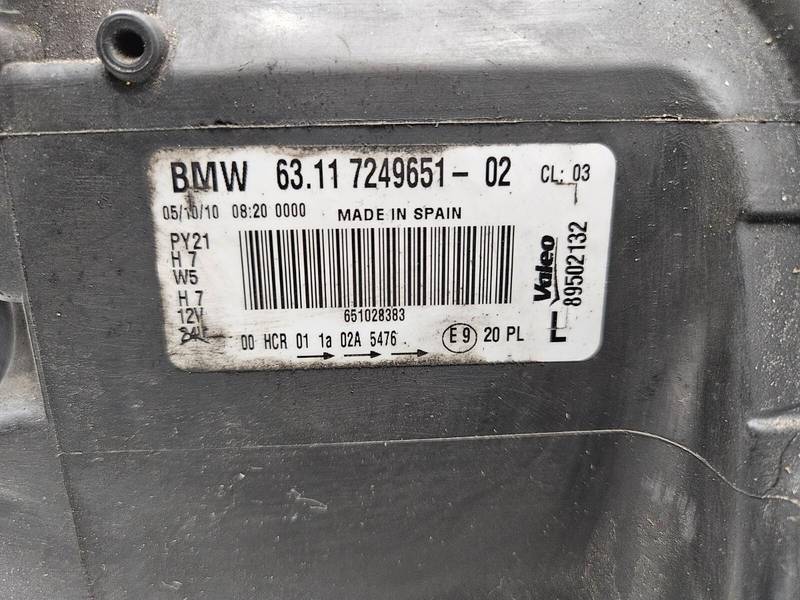 BMW 63.11 7249651-02 CL: 03
05/10/10 08:20 0000 MADE IN SPAIN
PY21
H 7
W5
H 7
12V
651028383
00 HCR 01 1a 02A 5476 E9 20 PL
Valeo
89502132
L